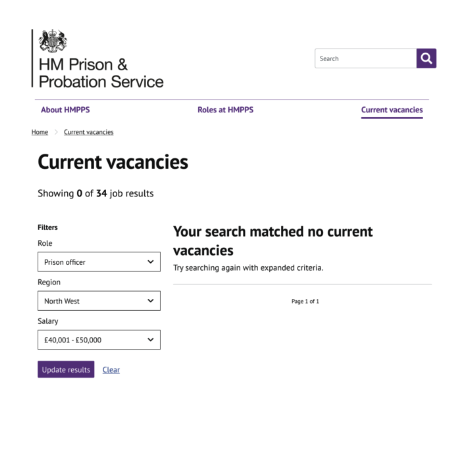 HM Prison &
Probation Service
Search
About HMPPS
Roles at HMPPS
Current vacancies
Home > Current vacancies
Current vacancies
Showing 0 of 34 job results
Filters
Role
Prison officer
Region
North West
Salary
£40,001 - £50,000
Update results
Clear
Your search matched no current
vacancies
Try searching again with expanded criteria.
Page 1 of 1